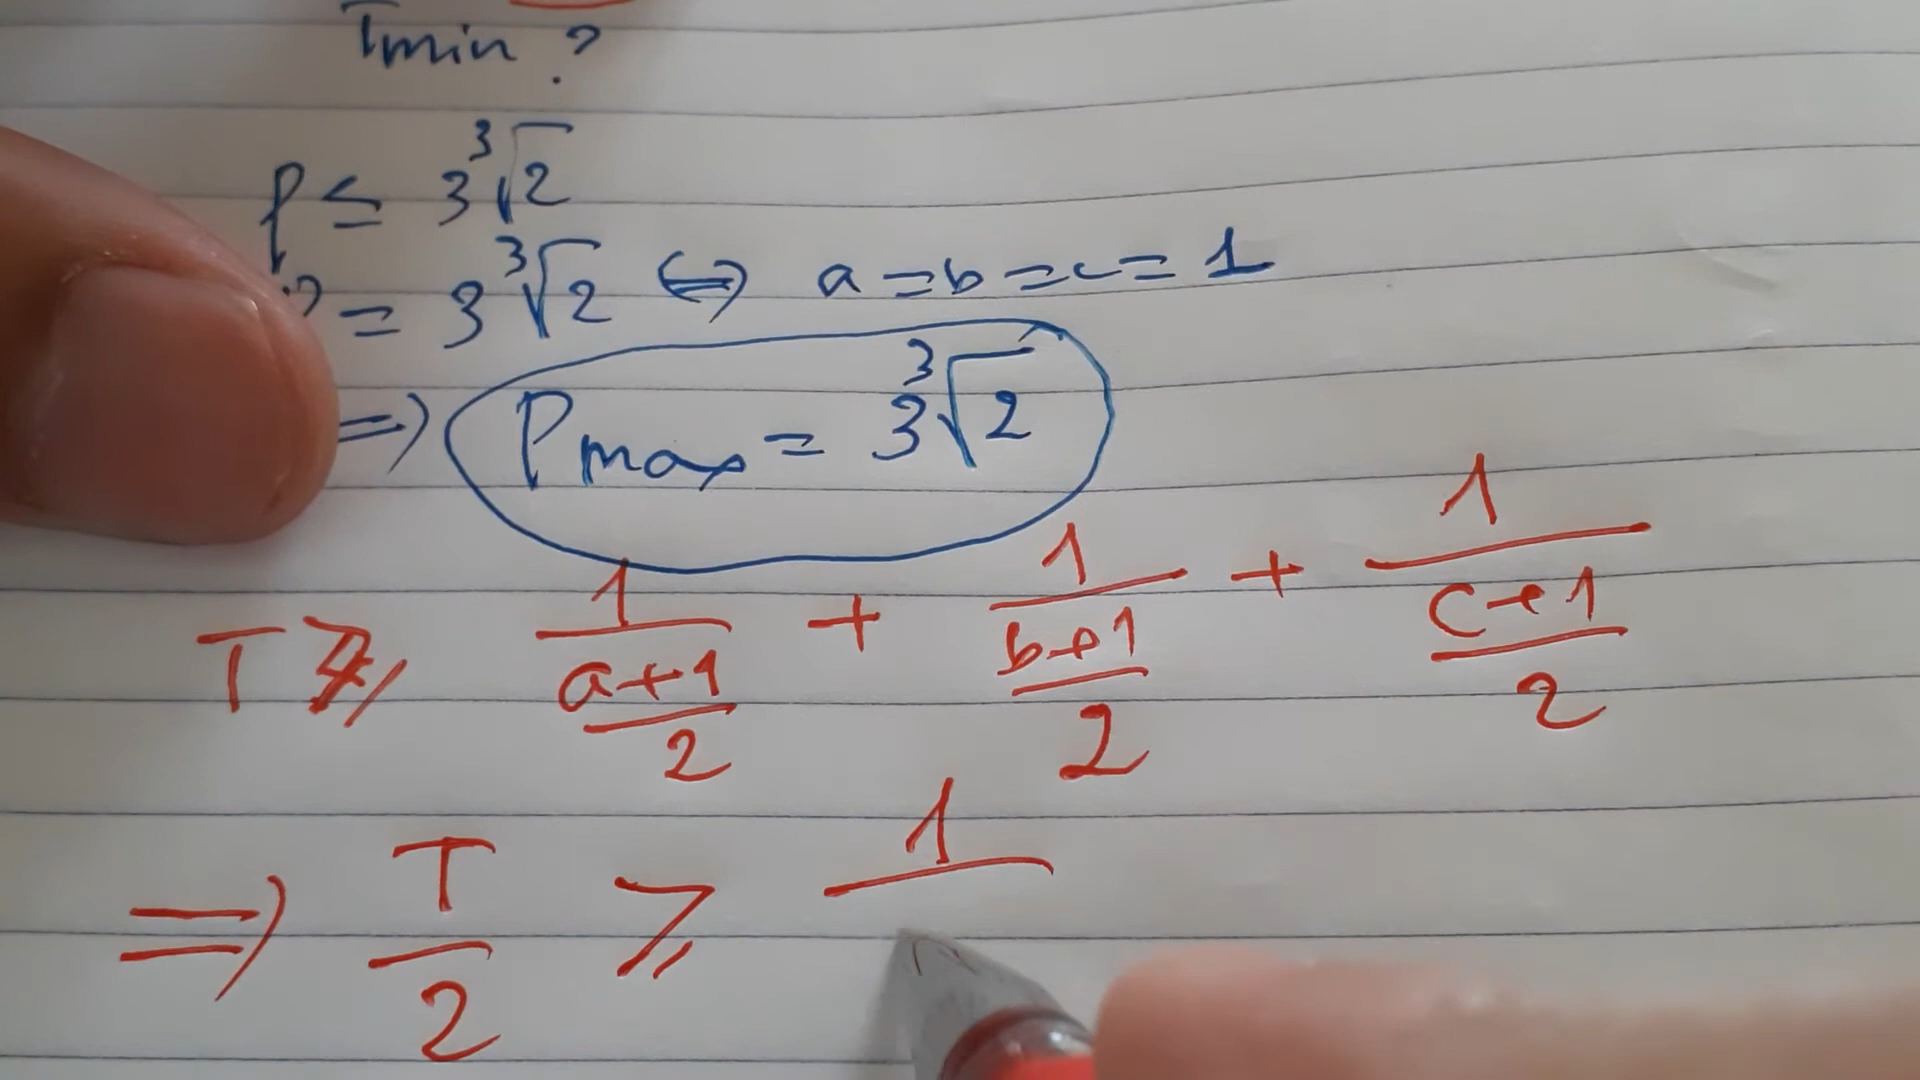 Tmin ?
P ≤ 3∛2
P = 3∛2 ⇔ a = b = c = 1
⇒ Pmax = 3∛2
T ≥ 1/((a+1)/2) + 1/((b+1)/2) + 1/((c+1)/2)
⇒ T/2 ≥ 1/